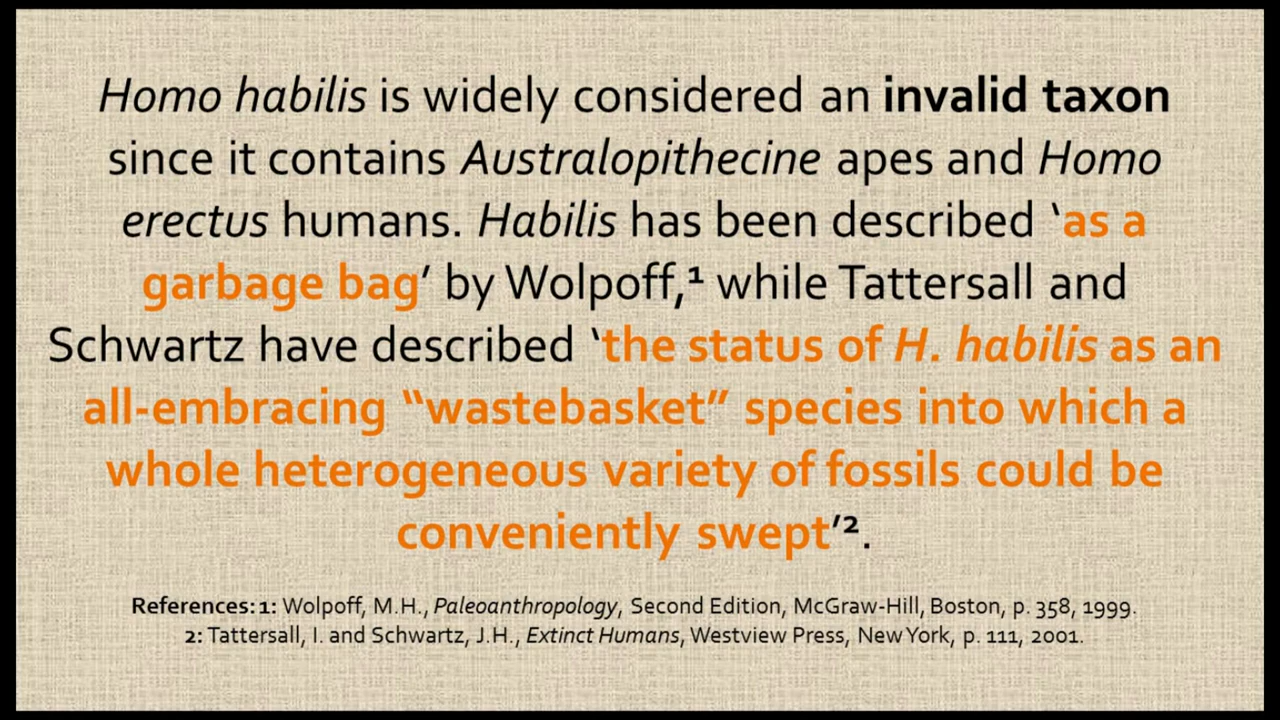 Homo habilis is widely considered an invalid taxon
since it contains Australopithecine apes and Homo
erectus humans. Habilis has been described ‘as a
garbage bag’ by Wolpoff,¹ while Tattersall and
Schwartz have described ‘the status of H. habilis as an
all-embracing “wastebasket” species into which a
whole heterogeneous variety of fossils could be
conveniently swept’².
References: 1: Wolpoff, M.H., Paleoanthropology, Second Edition, McGraw-Hill, Boston, p. 358, 1999.
2: Tattersall, I. and Schwartz, J.H., Extinct Humans, Westview Press, New York, p. 111, 2001.